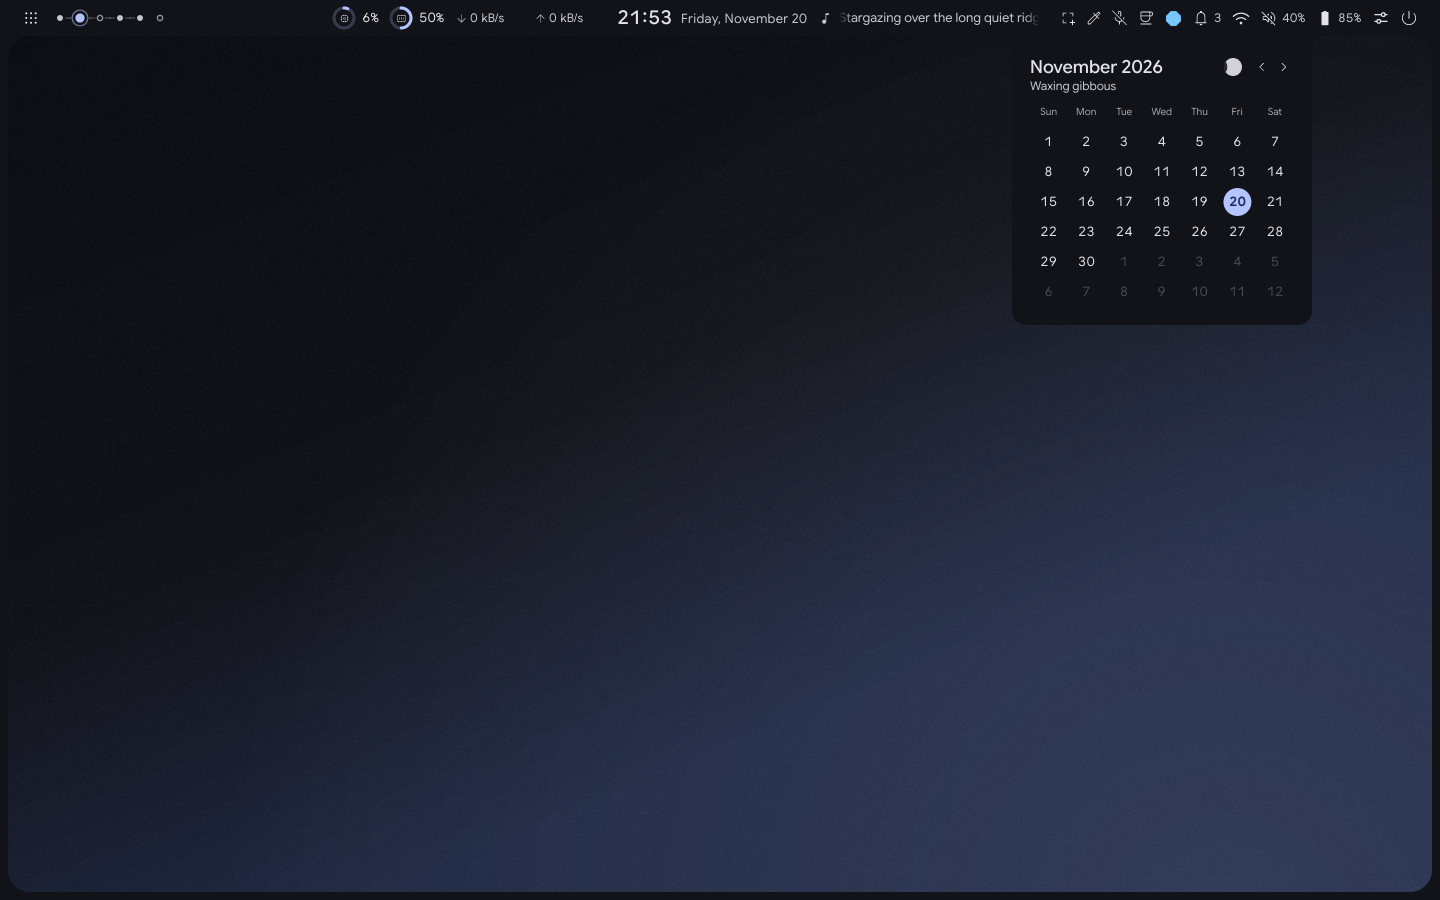 6% 50% ↓ 0 kB/s ↑ 0 kB/s 21:53 Friday, November 20 Stargazing over the long quiet ridg 3 40% 85%
November 2026
Waxing gibbous
Sun Mon Tue Wed Thu Fri Sat
1 2 3 4 5 6 7
8 9 10 11 12 13 14
15 16 17 18 19 20 21
22 23 24 25 26 27 28
29 30 1 2 3 4 5
6 7 8 9 10 11 12